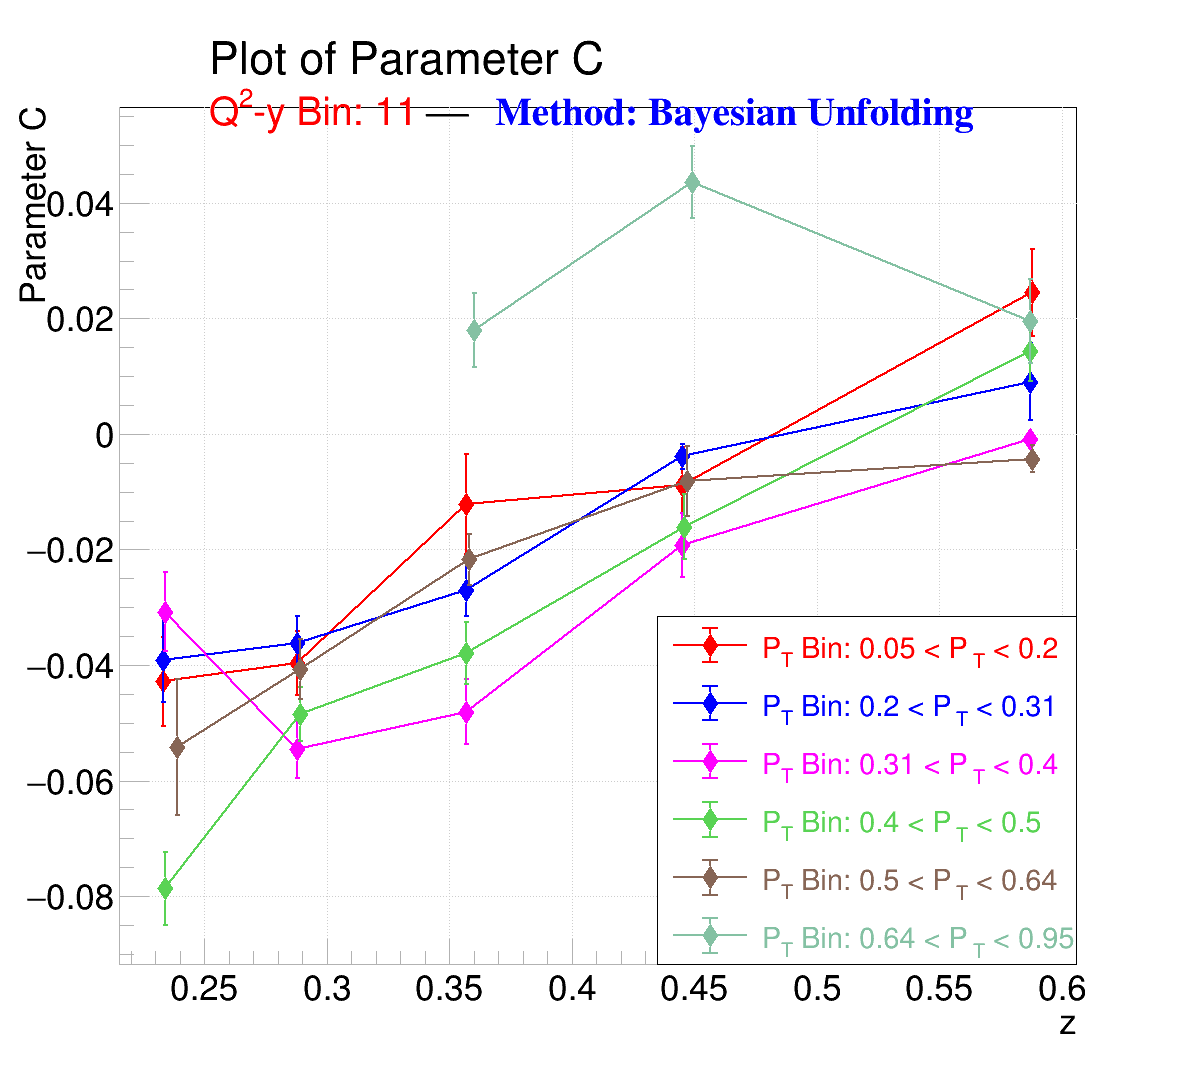 Plot of Parameter C
Q2-y Bin: 11 — Method: Bayesian Unfolding
Parameter C
0.04
0.02
0
−0.02
−0.04
−0.06
−0.08
PT Bin: 0.05 < PT < 0.2
PT Bin: 0.2 < PT < 0.31
PT Bin: 0.31 < PT < 0.4
PT Bin: 0.4 < PT < 0.5
PT Bin: 0.5 < PT < 0.64
PT Bin: 0.64 < PT < 0.95
0.25 0.3 0.35 0.4 0.45 0.5 0.55 0.6
z